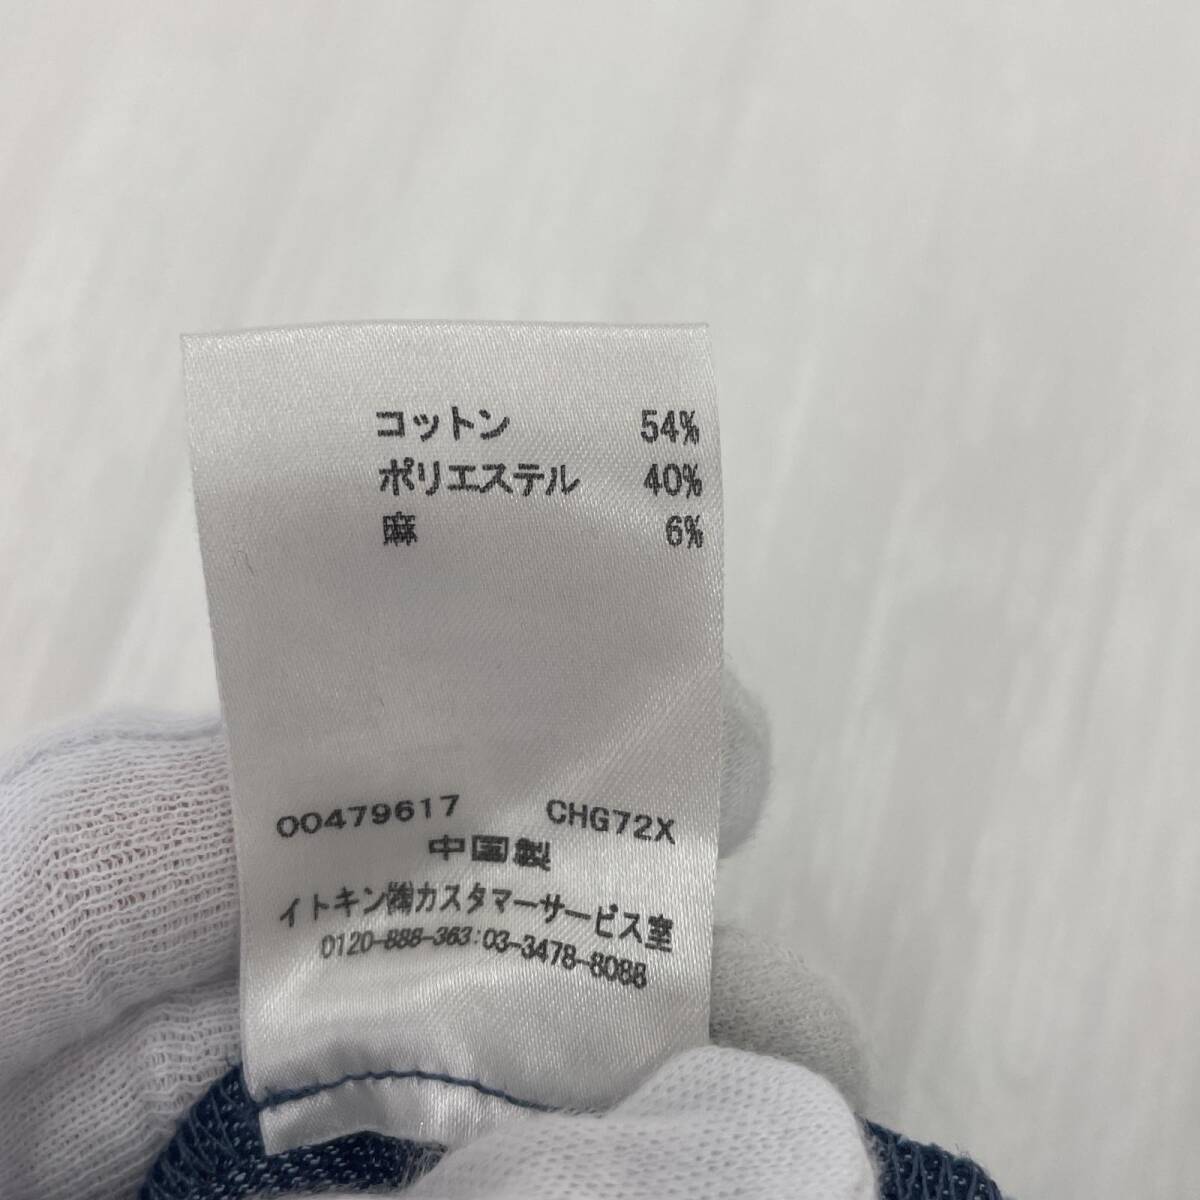 コットン 54%
ポリエステル 40%
麻 6%
00479617 CHG72X
中国製
イトキン㈱カスタマーサービス室
0120-888-363:03-3478-8088